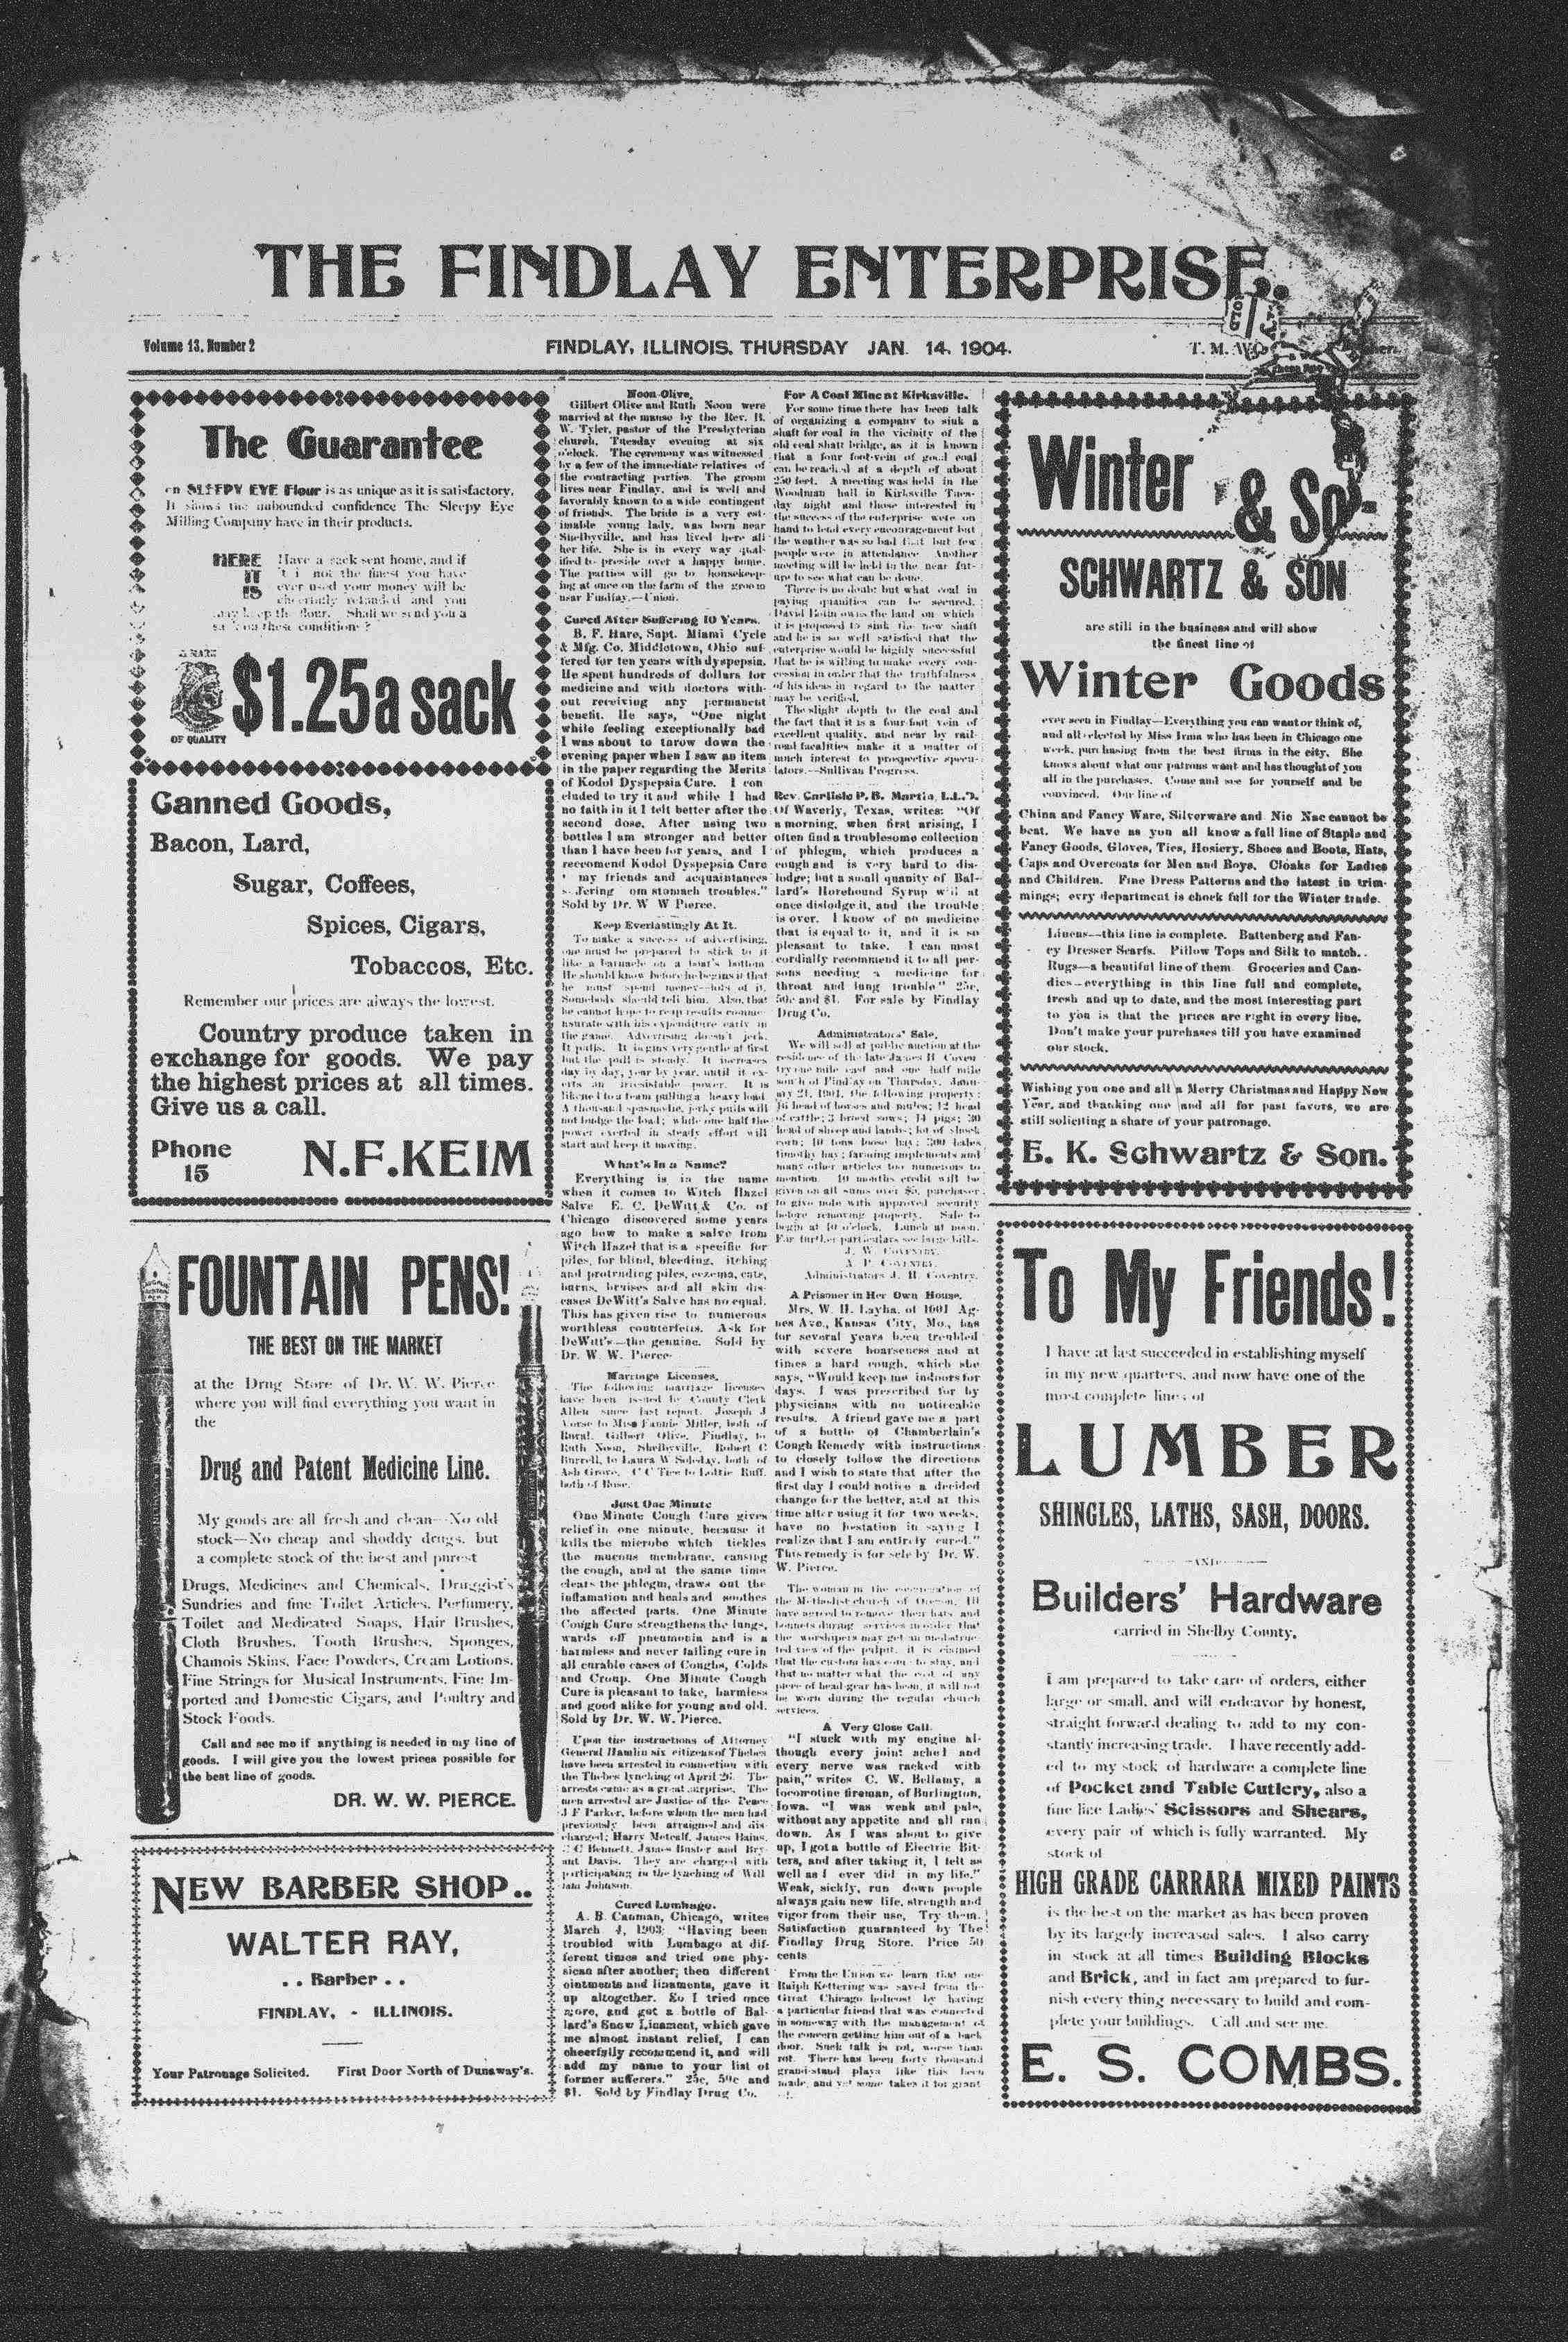 THE FINDLAY ENTERPRISE.
Volume 13, Number 2
FINDLAY, ILLINOIS, THURSDAY JAN. 14, 1904.
T. M.
The Guarantee
on SLEEPY EYE Flour is as unique as it is satisfactory.
It shows the unbounded confidence The Sleepy Eye
Milling Company have in their products.
HERE Have a sack sent home, and if
IT not the finest you have
IS ever used your money will be
cheerfully refunded and you
may keep the flour. Shall we send you a
these condition
OF QUALITY
$1.25 a sack
Canned Goods,
Bacon, Lard,
Sugar, Coffees,
Spices, Cigars,
Tobaccos, Etc.
Remember our prices are always the lowest.
Country produce taken in
exchange for goods. We pay
the highest prices at all times.
Give us a call.
Phone
15
N.F.KEIM
FOUNTAIN PENS!
THE BEST ON THE MARKET
at the Drug Store of Dr. W. W. Pierce
where you will find everything you want in
the
Drug and Patent Medicine Line.
My goods are all fresh and clean—No old
stock—No cheap and shoddy drugs, but
a complete stock of the best and purest
Drugs, Medicines and Chemicals, Druggist's
Sundries and fine Toilet Articles, Perfumery,
Toilet and Medicated Soaps, Hair Brushes,
Cloth Brushes, Tooth Brushes, Sponges,
Chamois Skins, Face Powders, Cream Lotions,
Fine Strings for Musical Instruments, Fine Im-
ported and Domestic Cigars, and Poultry and
Stock Foods.
Call and see me if anything is needed in my line of
goods. I will give you the lowest prices possible for
the best line of goods.
DR. W. W. PIERCE.
NEW BARBER SHOP..
WALTER RAY,
. . Barber . .
FINDLAY, - ILLINOIS.
Your Patronage Solicited. First Door North of Dunaway's.
Noon-Olive.
Gilbert Olive and Ruth Noon were
married at the manse by the Rev. R.
W. Tyler, pastor of the Presbyterian
church, Tuesday evening at six
o'clock. The ceremony was witnessed
by a few of the immediate relatives of
the contracting parties. The groom
lives near Findlay, and is well and
favorably known to a wide contingent
of friends. The bride is a very est-
imable young lady, was born near
Shelbyville, and has lived here all
her life. She is in every way qual-
ified to preside over a happy home.
The parties will go to housekeep-
ing at once on the farm of the groom
near Findlay.—Union.
Cured After Suffering 10 Years.
B. F. Hare, Supt. Miami Cycle
& Mfg. Co. Middletown, Ohio suf-
fered for ten years with dyspepsia.
He spent hundreds of dollars for
medicine and with doctors with-
out receiving any permanent
benefit. He says, "One night
while feeling exceptionally bad
I was about to throw down the
evening paper when I saw an item
in the paper regarding the Merits
of Kodol Dyspepsia Cure. I con
cluded to try it and while I had
no faith in it I felt better after the
second dose. After using two
bottles I am stronger and better
than I have been for years, and I
reccomend Kodol Dyspepsia Cure
my friends and acquaintances
om stomach troubles."
Sold by Dr. W W Pierce.
Keep Everlastingly At It.
To make a success of advertising,
one must be prepared to stick to it
like a barnacle on a boat's bottom
He should know before he begins it that
he must spend money—lots of it.
Somebody should tell him. Also, that
he cannot hope to reap results comme-
nsurate with his expenditure early in
the game. Advertising doesn't jerk.
It pulls. It begins very gentle at first
but the pull is steady. It increases
day by day, year by year, until it ex-
erts an irresistable power. It is
likened to a team pulling a heavy load
A thousand spasmodic, jerky pulls will
not budge the load; while one half the
power exerted in steady effort will
start and keep it moving.
What's In a Name?
Everything is in the name
when it comes to Witch Hazel
Salve E. C. DeWitt & Co. of
Chicago discovered some years
ago how to make a salve from
Witch Hazel that is a specific for
piles, for blind, bleeding, itching
and protruding piles, eczema, cuts,
burns, bruises and all skin dis-
eases DeWitt's Salve has no equal.
This has given rise to numerous
worthless counterfeits. Ask for
DeWitt's—the genuine. Sold by
Dr. W. W. Pierce.
Marriage Licenses.
The following marriage licenses
have been issued by County Clerk
Allen since last report. Joseph J
Vorse to Miss Fannie Miller, both of
Rural. Gilbert Olive, Findlay, to
Ruth Noon, Shelbyville. Robert C
Burrell, to Laura W Soleday, both of
Ash Grove. C C Tice to Lottie Ruff,
both of Rose.
Just One Minute
One Minute Cough Cure gives
relief in one minute, because it
kills the microbe which tickles
the mucous membrane, causing
the cough, and at the same time
clears the phlegm, draws out the
inflamation and heals and soothes
the affected parts. One Minute
Cough Cure strengthens the lungs,
wards off pneumonia and is a
harmless and never failing cure in
all curable cases of Coughs, Colds
and Croup. One Minute Cough
Cure is pleasant to take, harmless
and good alike for young and old.
Sold by Dr. W. W. Pierce.
Upon the instructions of Attorney
General Hamlin six citizens of Thebes
have been arrested in connection with
the Thebes lynching of April 26. The
arrests came as a great surprise. The
men arrested are Justice of the Peace
J F Parker, before whom the men had
previously been arraigned and dis-
charged; Harry Metcalf, James Bains,
C Bennett, James Buster and Bry-
ant Davis. They are charged with
participating in the lynching of Will
iam Johnson.
Cured Lumbago.
A. B. Canman, Chicago, writes
March 4, 1903: "Having been
troubled with Lumbago at dif-
ferent times and tried one phy-
sican after another; then different
ointments and linaments, gave it
up altogether. So I tried once
more, and got a bottle of Bal-
lard's Snow Linament, which gave
me almost instant relief, I can
cheerfully recommend it, and will
add my name to your list of
former sufferers." 25c, 50c and
$1. Sold by Findlay Drug Co.
For A Coal Mine at Kirksville.
For some time there has been talk
of organizing a company to sink a
shaft for coal in the vicinity of the
old coal shaft bridge, as it is known
that a four foot-vein of good coal
can be reached at a depth of about
250 feet. A meeting was held in the
Woodman hall in Kirksville Tues-
day night and those interested in
the success of the enterprise were on
hand to lend every encouragement but
the weather was so bad that but few
people were in attendance. Another
meeting will be held in the near fut-
ure to see what can be done.
There is no doubt but what coal in
paying quanities can be secured.
David Bolin owns the land on which
it is proposed to sink the new shaft
and he is so well satisfied that the
enterprise would be highly successful
that he is willing to make every con-
cession in order that the truthfulness
of his ideas in regard to the matter
may be verified.
The slight depth to the coal and
the fact that it is a four-foot vein of
excellent quality, and near by rail-
road facalities make it a matter of
much interest to prospective specu-
lators.—Sullivan Progress.
Rev. Carlisle P. B. Martin, L.L.D.
Of Waverly, Texas, writes: "Of
a morning, when first arising, I
often find a troublesome collection
of phlegm, which produces a
cough and is very hard to dis-
lodge; but a small quanity of Bal-
lard's Horehound Syrup will at
once dislodge it, and the trouble
is over. I know of no medicine
that is equal to it, and it is so
pleasant to take. I can most
cordially recommend it to all per-
sons needing a medicine for
throat and lung trouble" 25c,
50c and $1. For sale by Findlay
Drug Co.
Administrators' Sale.
We will sell at public auction at the
residence of the late James H Coven
try one mile east and one half mile
south of Findlay on Thursday, Janu-
ary 21, 1904, the following property:
16 head of horses and mules; 12 head
of cattle; 3 brood sows; 14 pigs; 30
head of sheep and lambs; lot of shock
corn; 10 tons loose hay; 300 bales
timothy hay; farming implements and
many other articles too numerous to
mention. 10 months credit will be
given on all sums over $5, purchaser
to give note with approved security
before removing property. Sale to
begin at 10 o'clock. Lunch at noon.
For further particulars see large bills.
J. W. COVENTRY.
A P COVENTRY.
Administrators J. H. Coventry.
A Prisoner in Her Own House.
Mrs. W. H. Layha, of 1001 Ag-
nes Ave., Kansas City, Mo., has
for several years been troubled
with severe hoarseness and at
times a hard cough, which she
says, "Would keep me indoors for
days. I was prescribed for by
physicians with no noticeable
results. A friend gave me a part
of a bottle of Chamberlain's
Cough Remedy with instructions
to closely follow the directions
and I wish to state that after the
first day I could notice a decided
change for the better, and at this
time after using it for two weeks,
have no hestation in saying I
realize that I am entirely cured."
This remedy is for sele by Dr. W.
W. Pierce.
The woman in the congregation of
the Methodist church of Oregon, Ill
have agreed to remove their hats and
bonnets during services in order that
the worshipers may get an unobstruc-
ted view of the pulpit. it is claimed
that the custom has come to stay, and
that no matter what the cost of any
piece of head-gear has been, it will not
be worn during the regular church
services.
A Very Close Call.
"I stuck with my engine al-
though every joint ached and
every nerve was racked with
pain," writes C. W. Bellamy, a
locomotine fireman, of Burlington,
Iowa. "I was weak and pale,
without any appetite and all run
down. As I was about to give
up, I got a bottle of Electric Bit-
ters, and after taking it, I felt as
well as I ever did in my life."
Weak, sickly, run down people
always gain new life, strength and
vigor from their use, Try them.
Satisfaction guaranteed by The
Findlay Drug Store. Price 50
cents
From the Union we learn that one
Ralph Kettering was saved from the
Great Chicago holocost by having
a particular friend that was connected
in someway with the management of
the concern getting him out of a back
door. Such talk is rot, worse than
rot. There has been forty thousand
grand-stand plays like this been
made, and yet some takes it for grant
Winter & So-
SCHWARTZ & SON
are still in the business and will show
the finest line of
Winter Goods
ever seen in Findlay—Everything you can want or think of,
and all selected by Miss Irma who has been in Chicago one
week, purchasing from the best firms in the city. She
knows about what our patrons want and has thought of you
all in the purchases. Come and see for yourself and be
convinced. Our line of
China and Fancy Ware, Silverware and Nic Nac cannot be
beat. We have as you all know a full line of Staple and
Fancy Goods, Gloves, Ties, Hosiery, Shoes and Boots, Hats,
Caps and Overcoats for Men and Boys. Cloaks for Ladies
and Children. Fine Dress Patterns and the latest in trim-
mings; evry department is chock full for the Winter trade.
Linens—this line is complete. Battenberg and Fan-
cy Dresser Scarfs. Pillow Tops and Silk to match.
Rugs—a beautiful line of them. Groceries and Can-
dies—everything in this line full and complete,
fresh and up to date, and the most interesting part
to you is that the prices are right in every line.
Don't make your purchases till you have examined
our stock.
Wishing you one and all a Merry Christmas and Happy New
Year, and thanking one and all for past favors, we are
still soliciting a share of your patronage.
E. K. Schwartz & Son.
To My Friends!
I have at last succeeded in establishing myself
in my new quarters, and now have one of the
most complete lines of
LUMBER
SHINGLES, LATHS, SASH, DOORS.
AND
Builders' Hardware
carried in Shelby County.
I am prepared to take care of orders, either
large or small, and will endeavor by honest,
straight forward dealing to add to my con-
stantly increasing trade. I have recently add-
ed to my stock of hardware a complete line
of Pocket and Table Cutlery, also a
fine line Ladies' Scissors and Shears,
every pair of which is fully warranted. My
stock of
HIGH GRADE CARRARA MIXED PAINTS
is the best on the market as has been proven
by its largely increased sales. I also carry
in stock at all times Building Blocks
and Brick, and in fact am prepared to fur-
nish every thing necessary to build and com-
plete your buildings. Call and see me.
E. S. COMBS.